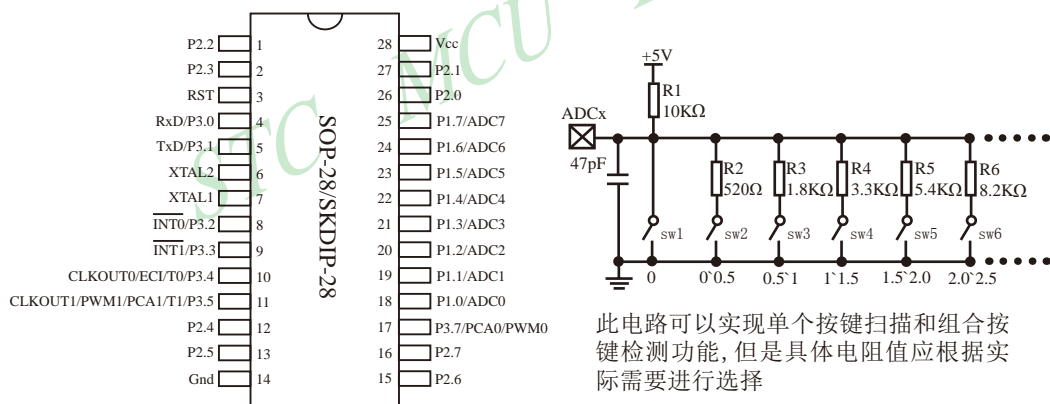 STC MCU
P2.2 1
P2.3 2
RST 3
RxD/P3.0 4
TxD/P3.1 5
XTAL2 6
XTAL1 7
INT0/P3.2 8
INT1/P3.3 9
CLKOUT0/ECI/T0/P3.4 10
CLKOUT1/PWM1/PCA1/T1/P3.5 11
P2.4 12
P2.5 13
Gnd 14
SOP-28/SKDIP-28
28 Vcc
27 P2.1
26 P2.0
25 P1.7/ADC7
24 P1.6/ADC6
23 P1.5/ADC5
22 P1.4/ADC4
21 P1.3/ADC3
20 P1.2/ADC2
19 P1.1/ADC1
18 P1.0/ADC0
17 P3.7/PCA0/PWM0
16 P2.7
15 P2.6
+5V
R1
10KΩ
ADCx
47pF
R2
520Ω
R3
1.8KΩ
R4
3.3KΩ
R5
5.4KΩ
R6
8.2KΩ
sw1 sw2 sw3 sw4 sw5 sw6
0 0~0.5 0.5~1 1~1.5 1.5~2.0 2.0~2.5
此电路可以实现单个按键扫描和组合按
键检测功能,但是具体电阻值应根据实
际需要进行选择